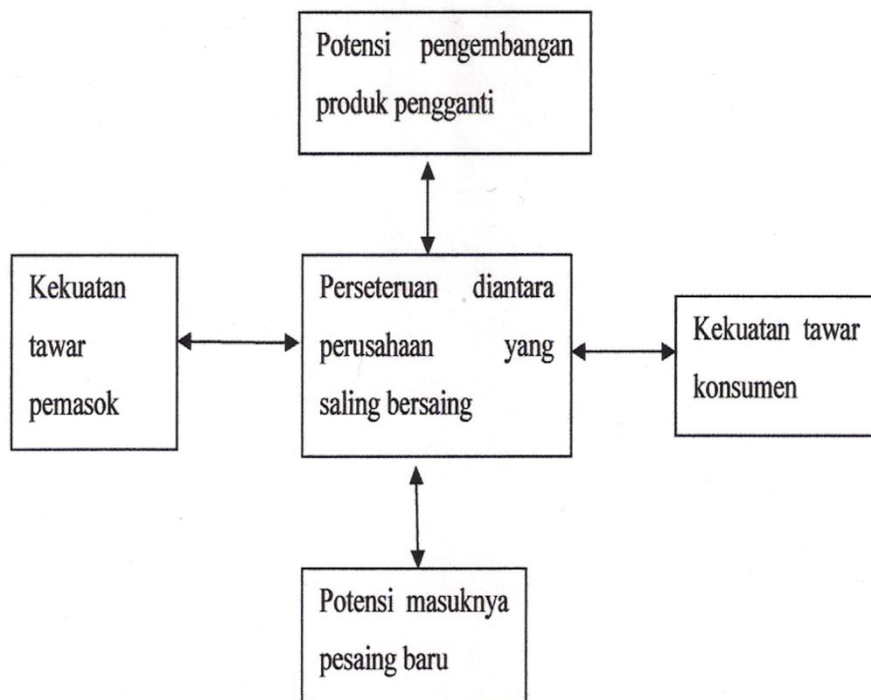 Potensi pengembangan
produk pengganti
Kekuatan
tawar
pemasok
Perseteruan diantara
perusahaan yang
saling bersaing
Kekuatan tawar
konsumen
Potensi masuknya
pesaing baru